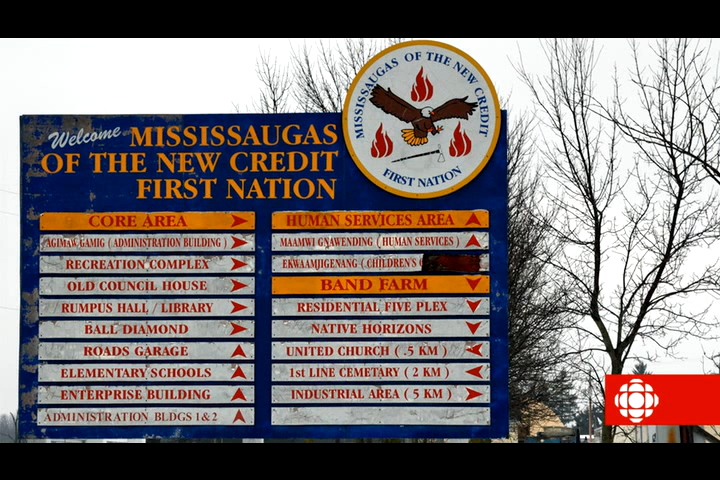 Welcome MISSISSAUGAS
OF THE NEW CREDIT
FIRST NATION
MISSISSAUGAS OF THE NEW CREDIT
FIRST NATION
CORE AREA
AGIMAW GAMIG ( ADMINISTRATION BUILDING )
RECREATION COMPLEX
OLD COUNCIL HOUSE
RUMPUS HALL / LIBRARY
BALL DIAMOND
ROADS GARAGE
ELEMENTARY SCHOOLS
ENTERPRISE BUILDING
ADMINISTRATION BLDGS 1 & 2
HUMAN SERVICES AREA
MAAMWI GNAWENDING ( HUMAN SERVICES )
EKWAAMJIGENANG ( CHILDREN'S
BAND FARM
RESIDENTIAL FIVE PLEX
NATIVE HORIZONS
UNITED CHURCH ( .5 KM )
1st LINE CEMETARY ( 2 KM )
INDUSTRIAL AREA ( 5 KM )